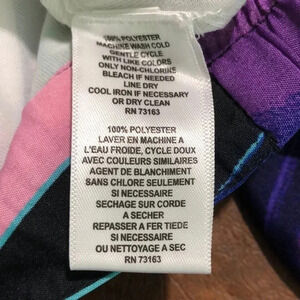 100% POLYESTER
MACHINE WASH COLD
GENTLE CYCLE
WITH LIKE COLORS
ONLY NON-CHLORINS
BLEACH IF NEEDED
LINE DRY
COOL IRON IF NECESSARY
OR DRY CLEAN
RN 73163
100% POLYESTER
LAVER EN MACHINE A
L'EAU FROIDE, CYCLE DOUX
AVEC COULEURS SIMILAIRES
AGENT DE BLANCHIMENT
SANS CHLORE SEULEMENT
SI NECESSAIRE
SECHAGE SUR CORDE
A SECHER
REPASSER A FER TIEDE
SI NECESSAIRE
OU NETTOYAGE A SEC
RN 73163